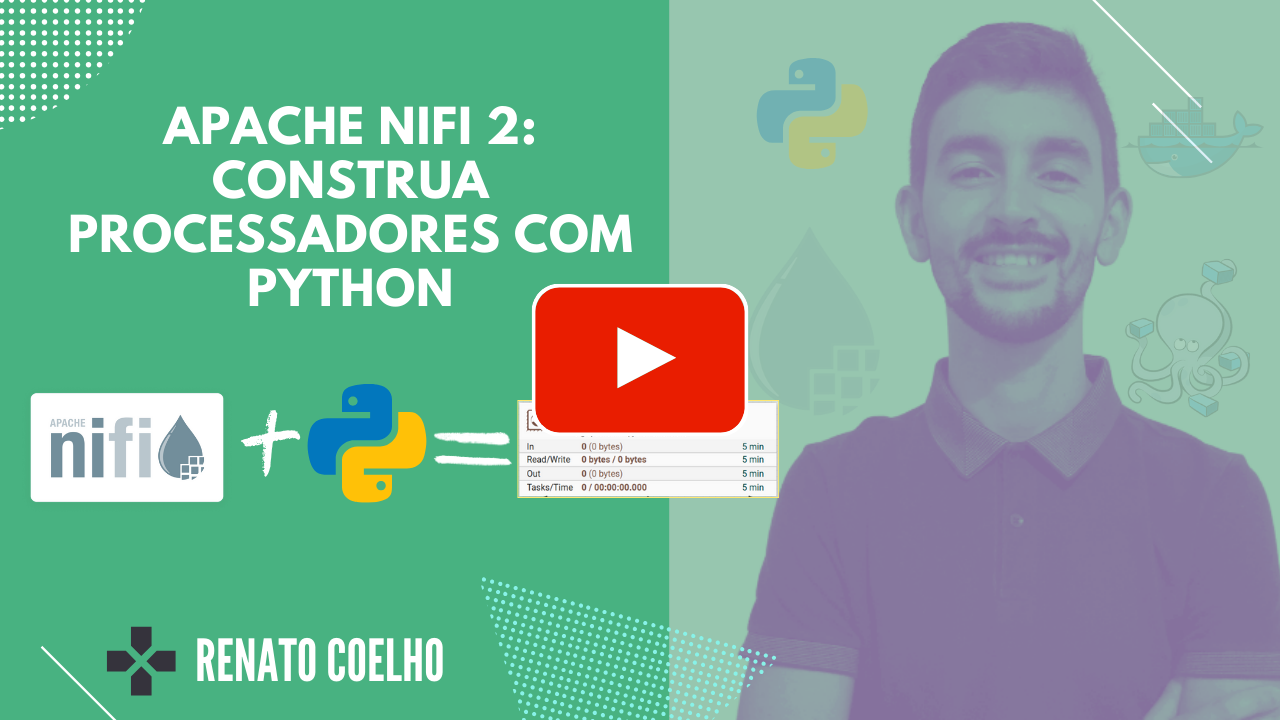 APACHE NIFI 2:
CONSTRUA
PROCESSADORES COM
PYTHON
APACHE
nifi
In 0 (0 bytes) 5 min
Read/Write 0 bytes / 0 bytes 5 min
Out 0 (0 bytes) 5 min
Tasks/Time 0 / 00:00:00.000 5 min
RENATO COELHO